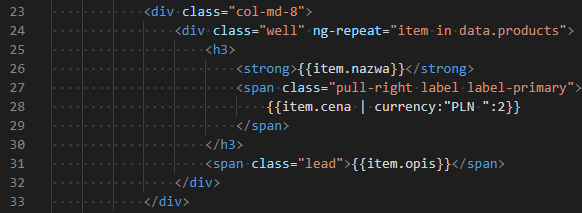 23 <div class="col-md-8">
24 <div class="well" ng-repeat="item in data.products">
25 <h3>
26 <strong>{{item.nazwa}}</strong>
27 <span class="pull-right label label-primary">
28 {{item.cena | currency:"PLN ":2}}
29 </span>
30 </h3>
31 <span class="lead">{{item.opis}}</span>
32 </div>
33 </div>